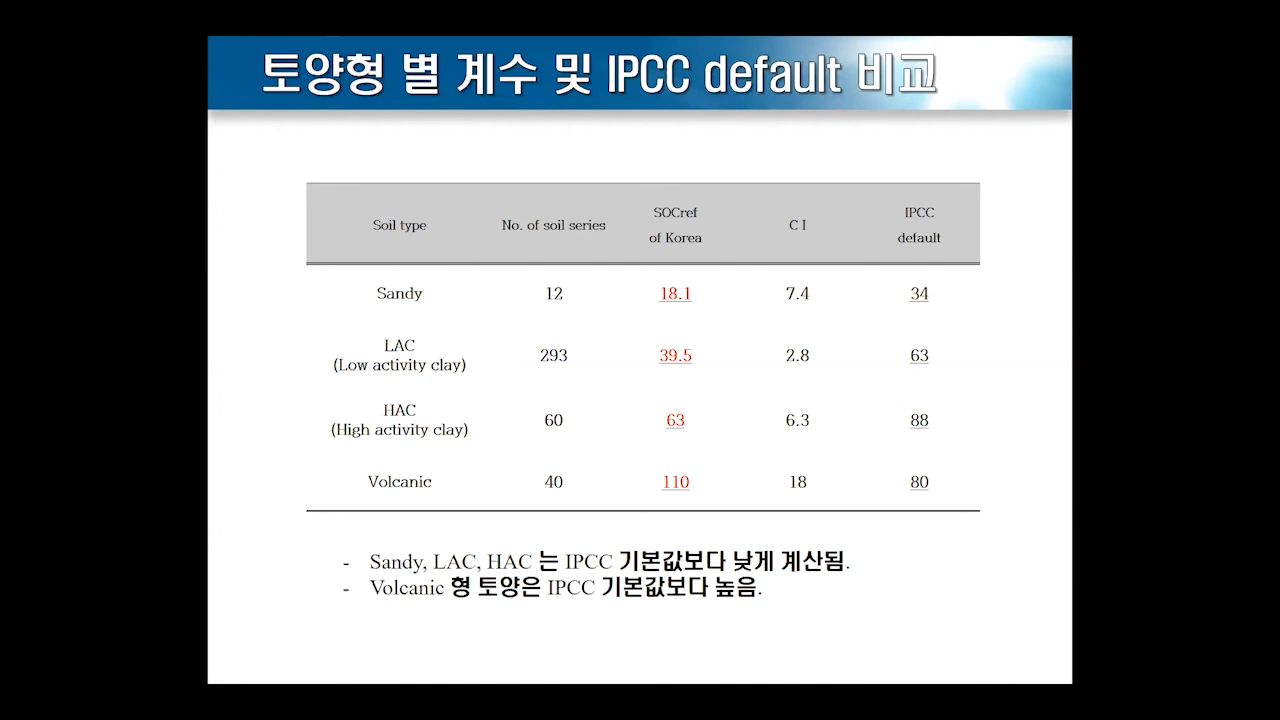 토양형 별 계수 및 IPCC default 비교
Soil type No. of soil series SOCref of Korea C I IPCC default
Sandy 12 18.1 7.4 34
LAC (Low activity clay) 293 39.5 2.8 63
HAC (High activity clay) 60 63 6.3 88
Volcanic 40 110 18 80
- Sandy, LAC, HAC 는 IPCC 기본값보다 낮게 계산됨.
- Volcanic 형 토양은 IPCC 기본값보다 높음.